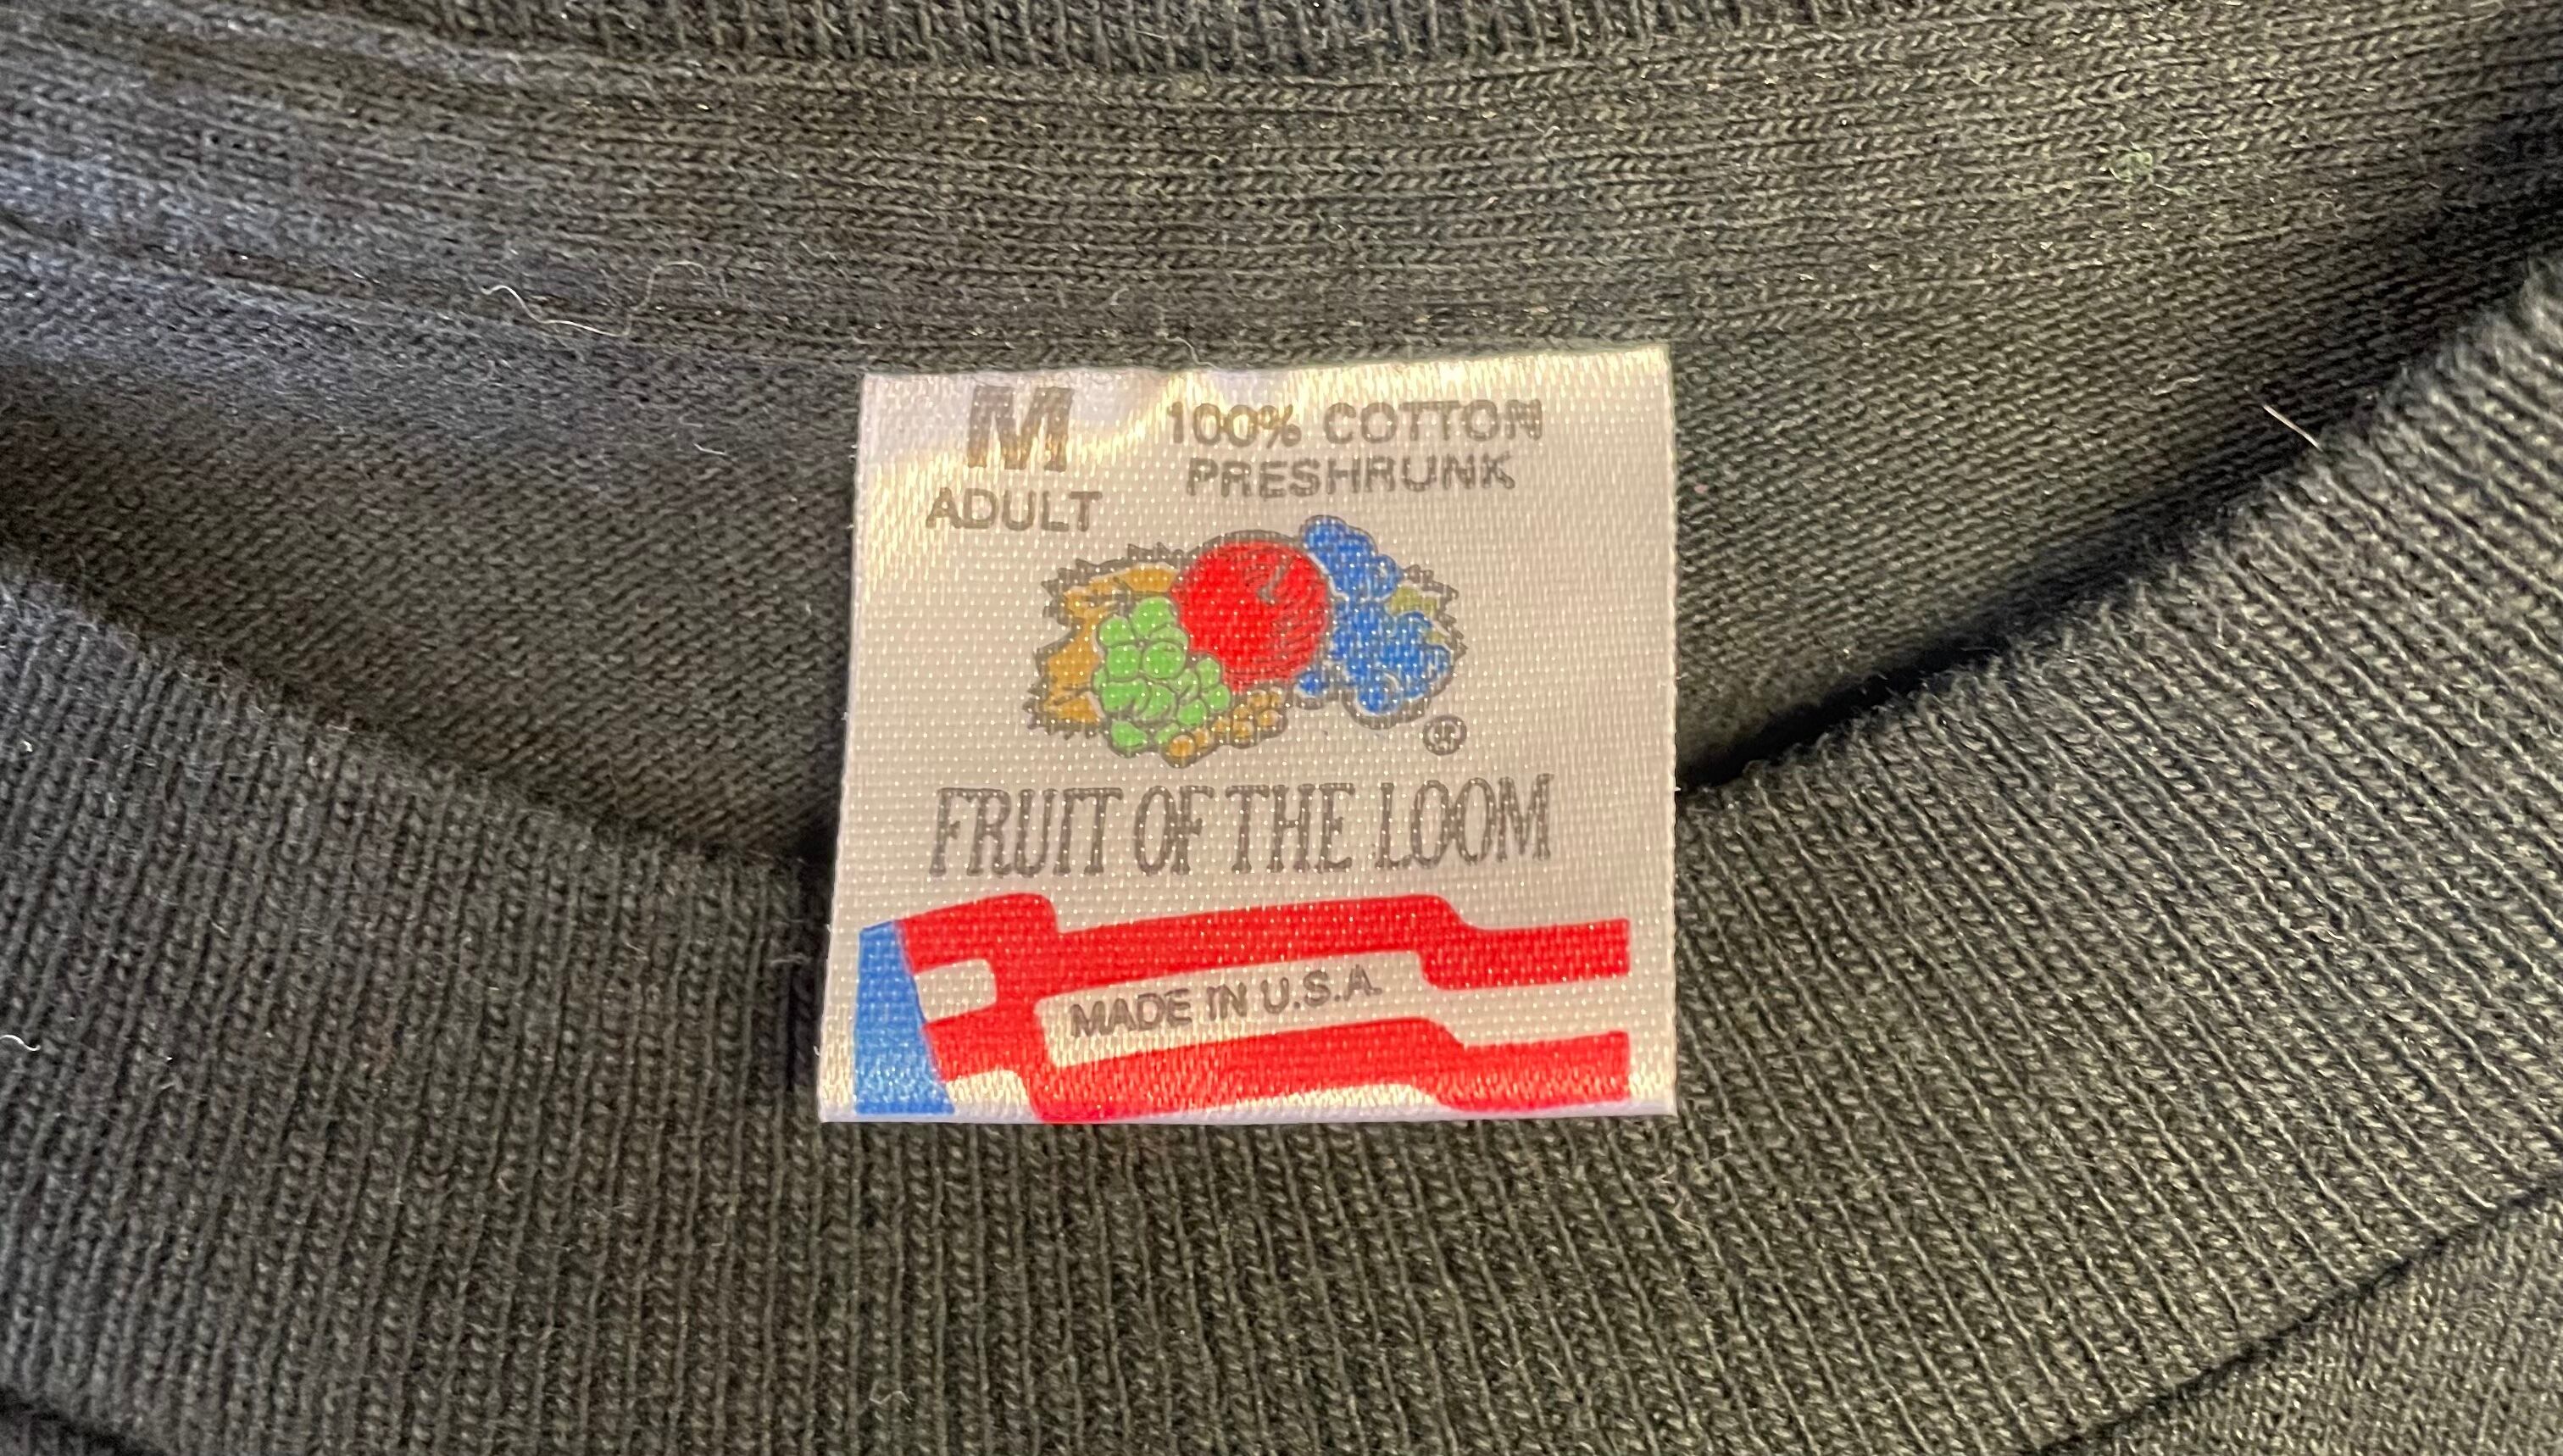 M
ADULT
100% COTTON
PRESHRUNK
®
FRUIT OF THE LOOM
MADE IN U.S.A.